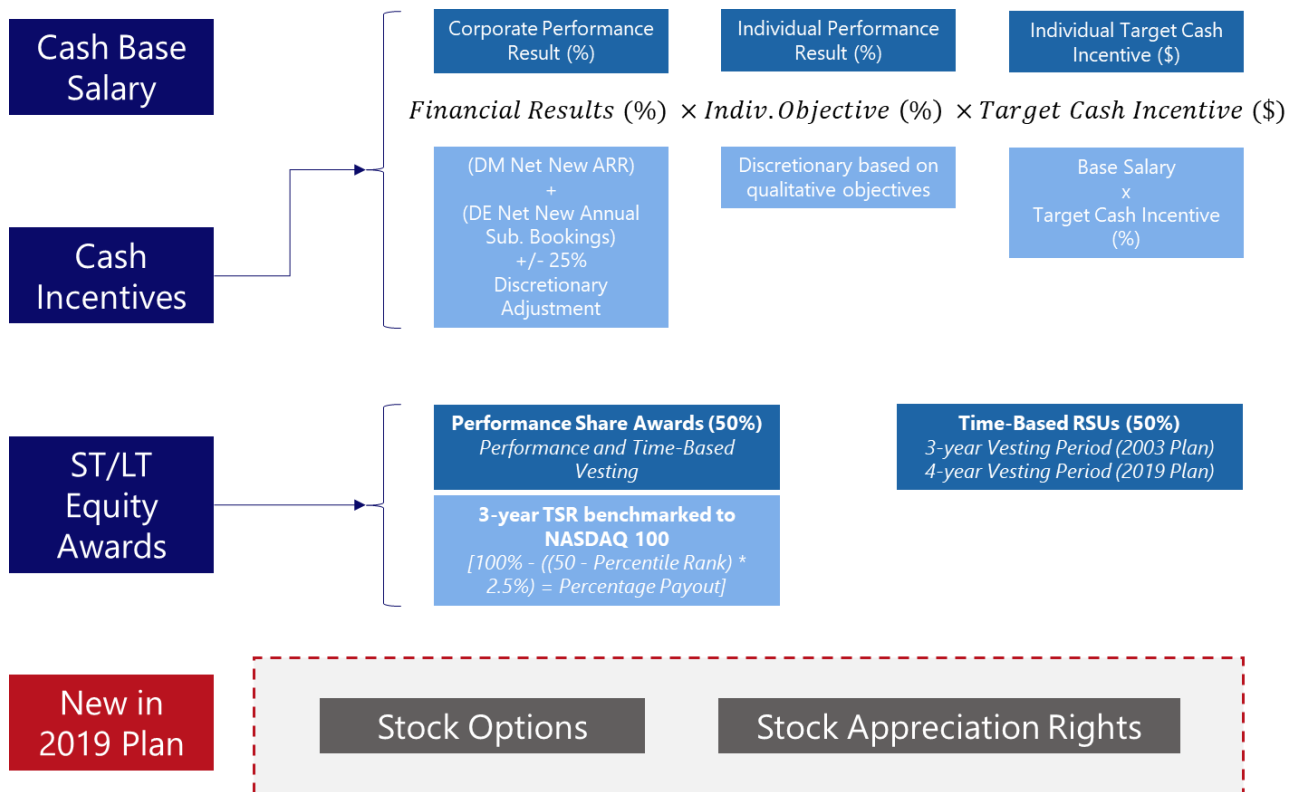 Cash Base
Salary
Corporate Performance
Result (%)
Individual Performance
Result (%)
Individual Target Cash
Incentive ($)
Financial Results (%) × Indiv.Objective (%) × Target Cash Incentive ($)
Cash
Incentives
(DM Net New ARR)
+
(DE Net New Annual
Sub. Bookings)
+/- 25%
Discretionary
Adjustment
Discretionary based on
qualitative objectives
Base Salary
x
Target Cash Incentive
(%)
ST/LT
Equity
Awards
Performance Share Awards (50%)
Performance and Time-Based
Vesting
3-year TSR benchmarked to
NASDAQ 100
[100% - ((50 - Percentile Rank) *
2.5%) = Percentage Payout]
Time-Based RSUs (50%)
3-year Vesting Period (2003 Plan)
4-year Vesting Period (2019 Plan)
New in
2019 Plan
Stock Options
Stock Appreciation Rights